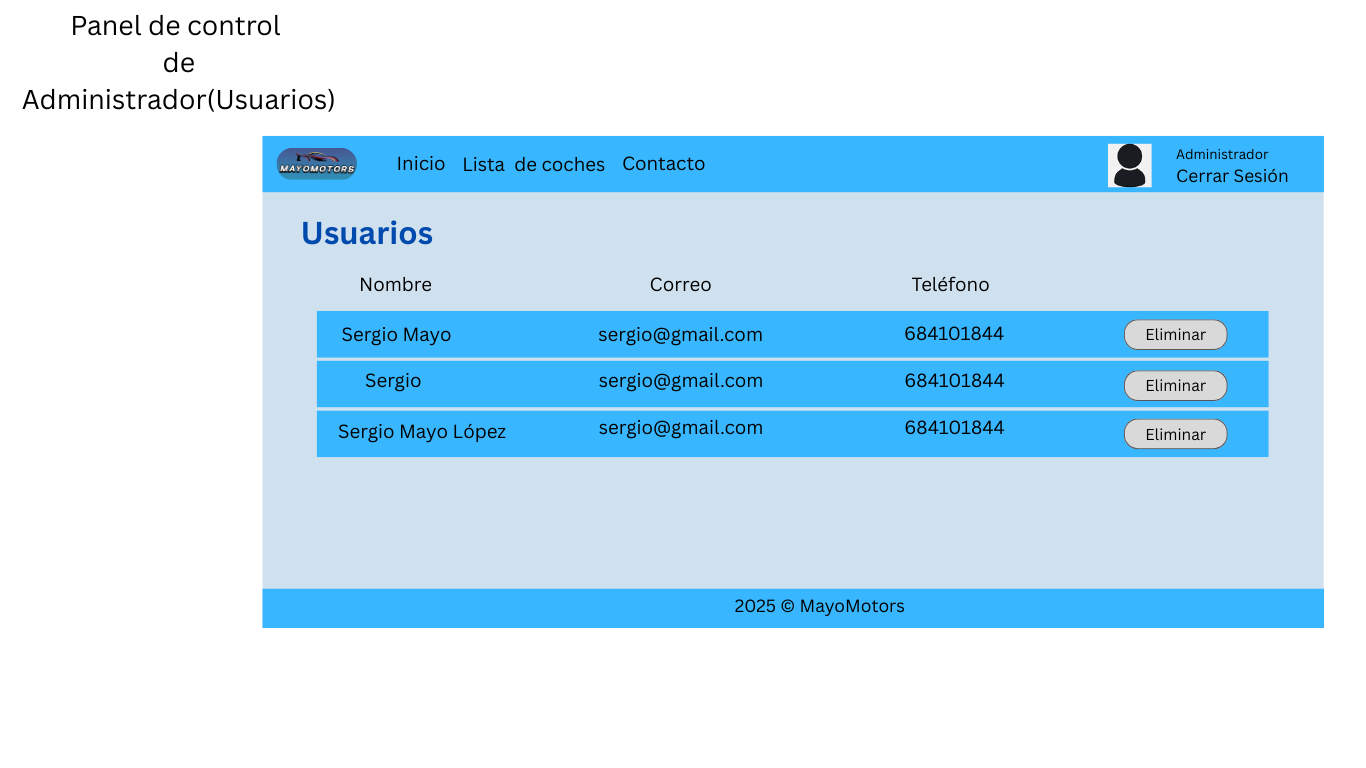 Panel de control
de
Administrador(Usuarios)
MAYOMOTORS Inicio Lista de coches Contacto Administrador
Cerrar Sesión
Usuarios
Nombre Correo Teléfono
Sergio Mayo sergio@gmail.com 684101844 Eliminar
Sergio sergio@gmail.com 684101844 Eliminar
Sergio Mayo López sergio@gmail.com 684101844 Eliminar
2025 © MayoMotors